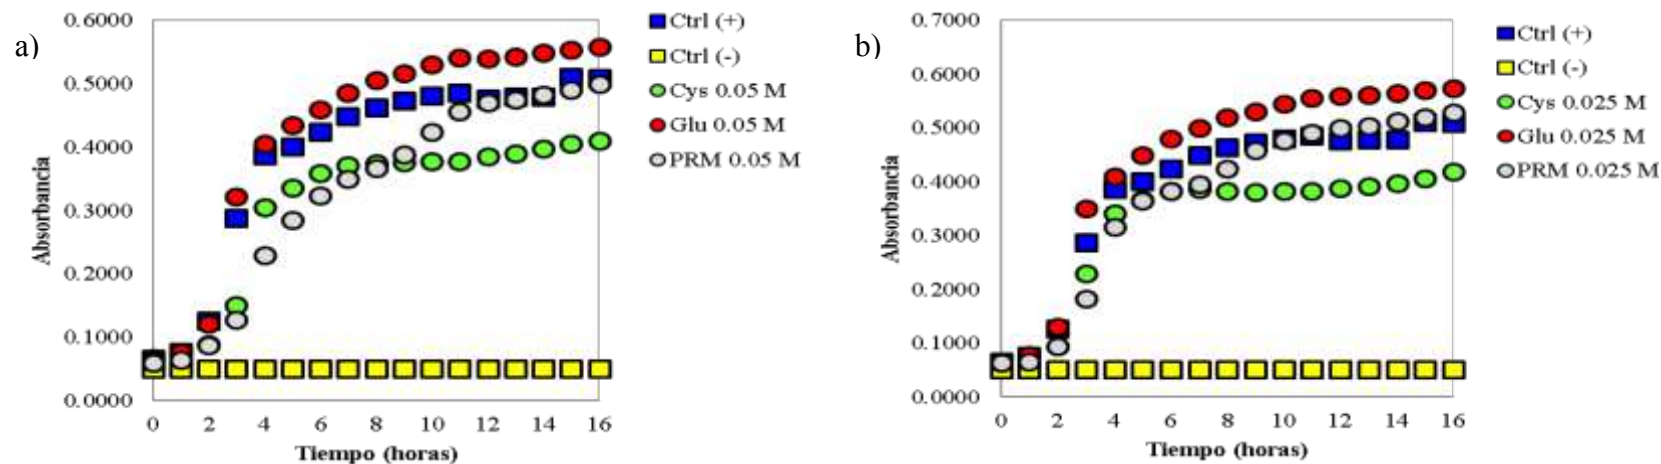 a)
0.6000
0.5000
0.4000
0.3000
0.2000
0.1000
0.0000
Absorbancia
0 2 4 6 8 10 12 14 16
Tiempo (horas)
Ctrl (+)
Ctrl (-)
Cys 0.05 M
Glu 0.05 M
PRM 0.05 M
b)
0.7000
0.6000
0.5000
0.4000
0.3000
0.2000
0.1000
0.0000
Absorbancia
0 2 4 6 8 10 12 14 16
Tiempo (horas)
Ctrl (+)
Ctrl (-)
Cys 0.025 M
Glu 0.025 M
PRM 0.025 M